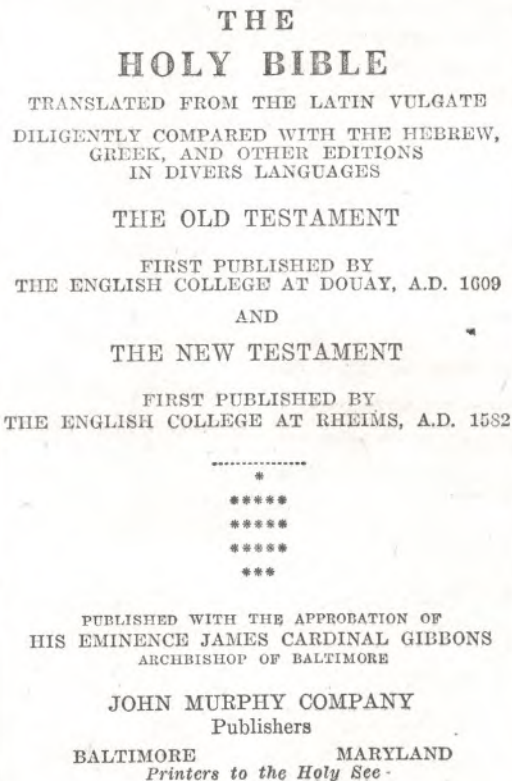 THE
HOLY BIBLE
TRANSLATED FROM THE LATIN VULGATE
DILIGENTLY COMPARED WITH THE HEBREW,
GREEK, AND OTHER EDITIONS
IN DIVERS LANGUAGES
THE OLD TESTAMENT
FIRST PUBLISHED BY
THE ENGLISH COLLEGE AT DOUAY, A.D. 1609
AND
THE NEW TESTAMENT
FIRST PUBLISHED BY
THE ENGLISH COLLEGE AT RHEIMS, A.D. 1582
*
*****
*****
*****
***
PUBLISHED WITH THE APPROBATION OF
HIS EMINENCE JAMES CARDINAL GIBBONS
ARCHBISHOP OF BALTIMORE
JOHN MURPHY COMPANY
Publishers
BALTIMORE MARYLAND
Printers to the Holy See